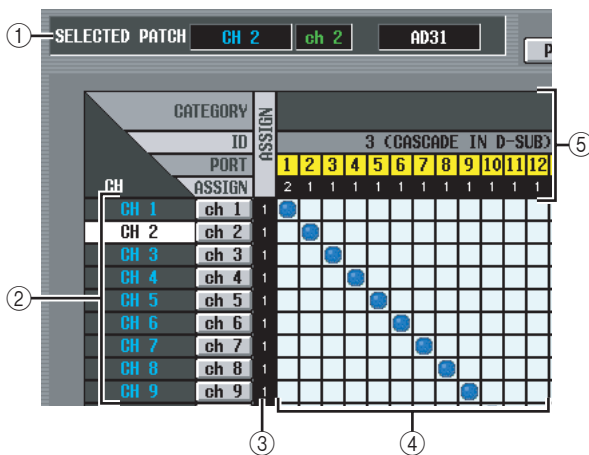 ① SELECTED PATCH CH 2 ch 2 AD31
P
CATEGORY
ID
PORT
ASSIGN
CH
ASSIGN
3 (CASCADE IN D-SUB)
1 2 3 4 5 6 7 8 9 10 11 12
2 1 1 1 1 1 1 1 1 1 1 1
⑤
CH 1 ch 1 1
CH 2 ch 2 1
CH 3 ch 3 1
CH 4 ch 4 1
② CH 5 ch 5 1
CH 6 ch 6 1
CH 7 ch 7 1
CH 8 ch 8 1
CH 9 ch 9 1
③ ④